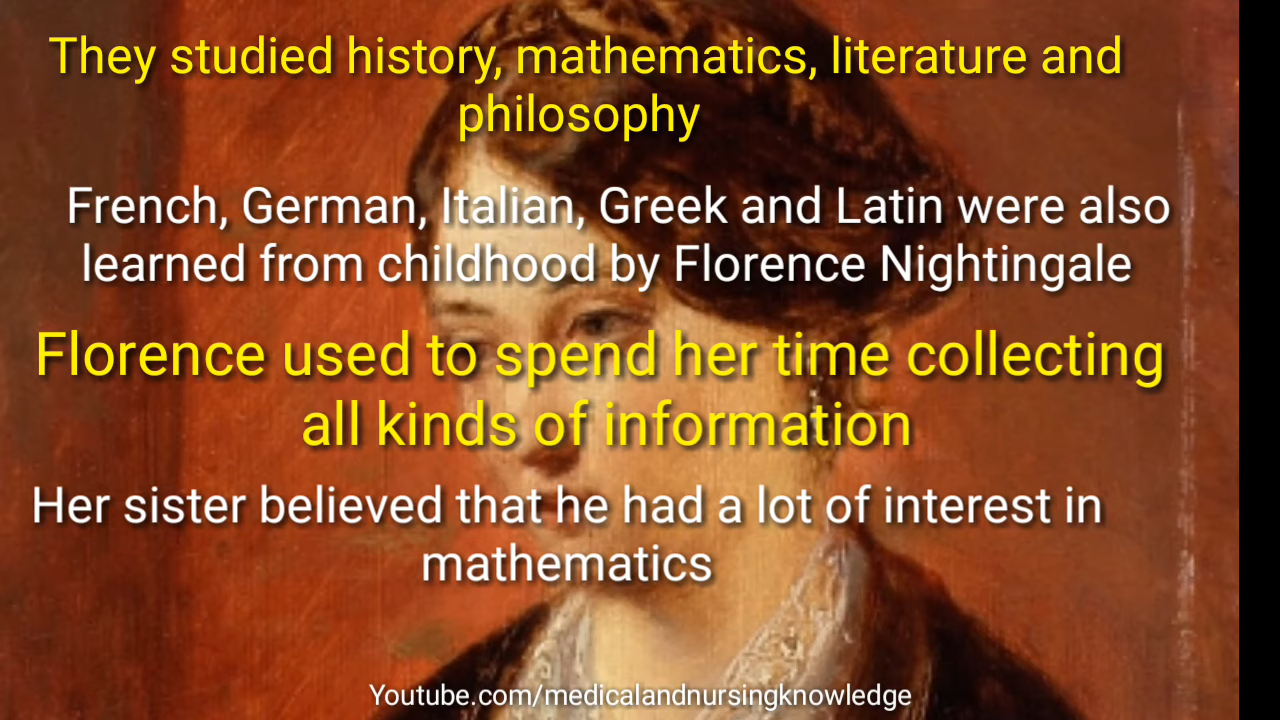 They studied history, mathematics, literature and
philosophy
French, German, Italian, Greek and Latin were also
learned from childhood by Florence Nightingale
Florence used to spend her time collecting
all kinds of information
Her sister believed that he had a lot of interest in
mathematics
Youtube.com/medicalandnursingknowledge